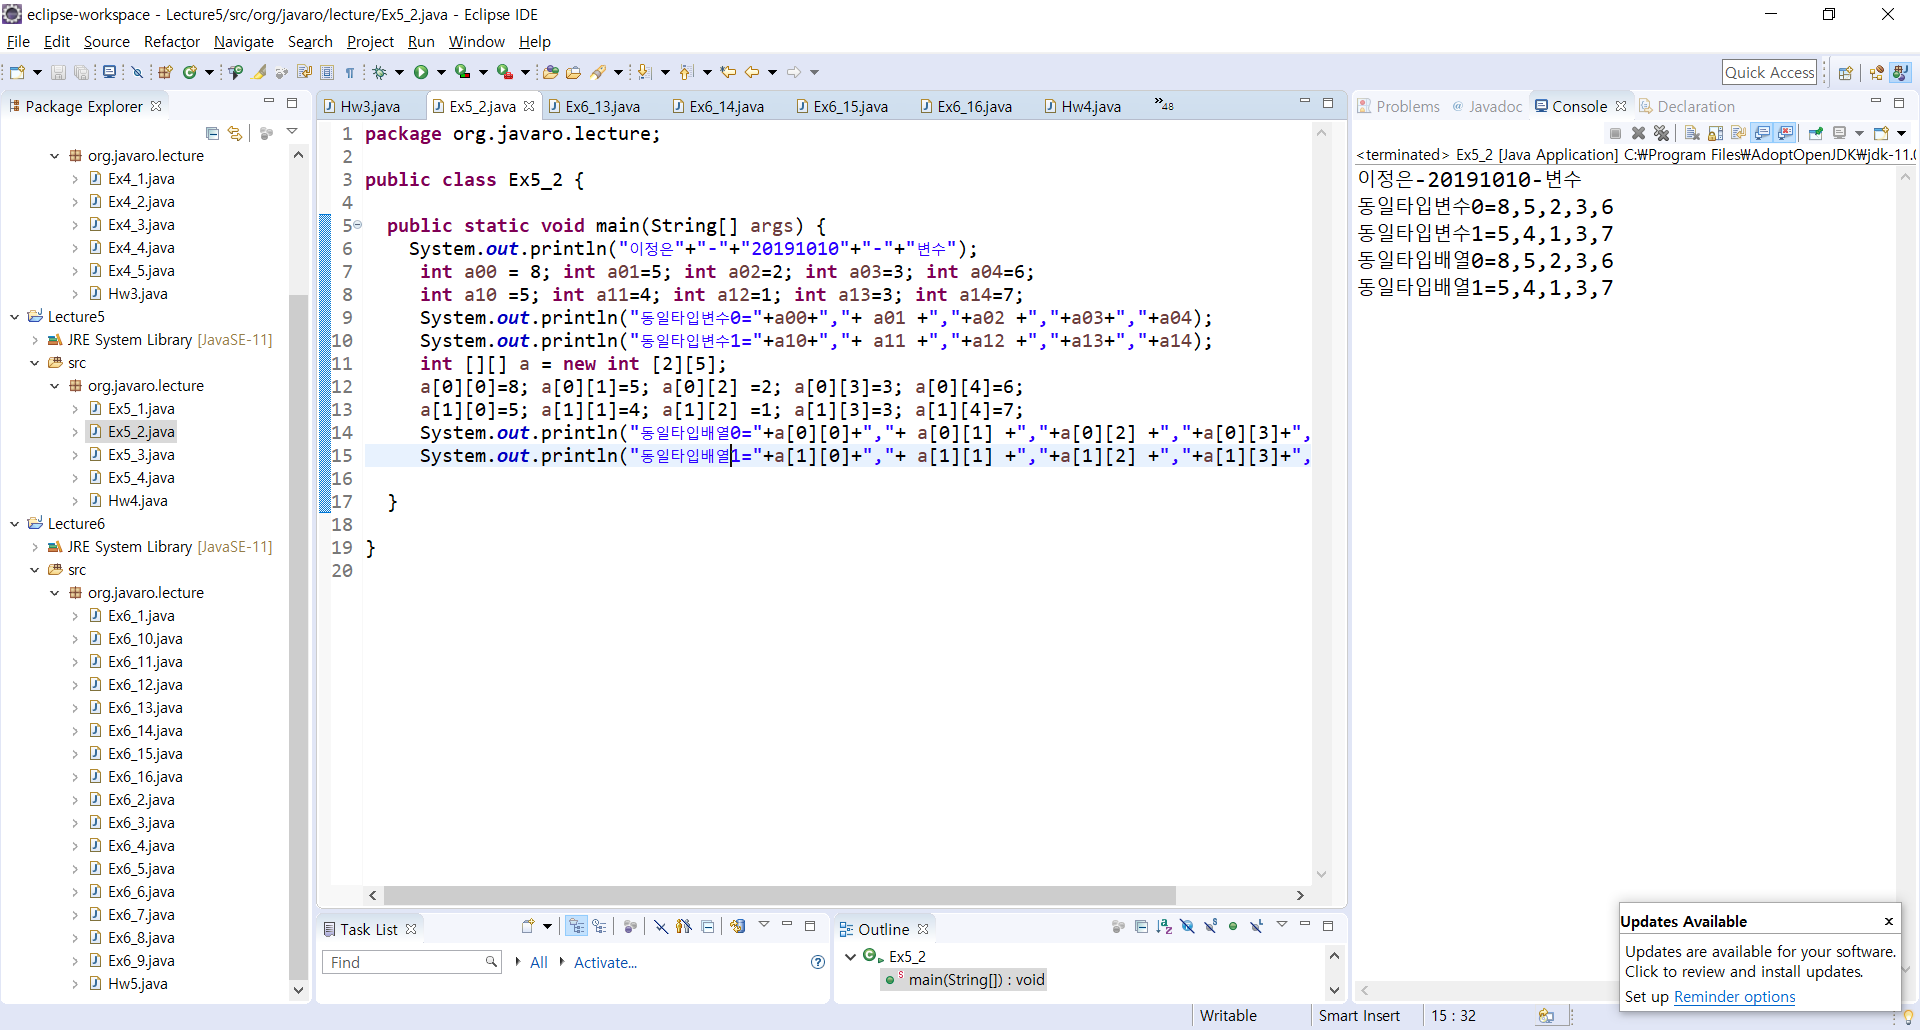 eclipse-workspace - Lecture5/src/org/javaro/lecture/Ex5_2.java - Eclipse IDE
File Edit Source Refactor Navigate Search Project Run Window Help
Quick Access
Package Explorer
org.javaro.lecture
Ex4_1.java
Ex4_2.java
Ex4_3.java
Ex4_4.java
Ex4_5.java
Hw3.java
Lecture5
JRE System Library [JavaSE-11]
src
org.javaro.lecture
Ex5_1.java
Ex5_2.java
Ex5_3.java
Ex5_4.java
Hw4.java
Lecture6
JRE System Library [JavaSE-11]
src
org.javaro.lecture
Ex6_1.java
Ex6_10.java
Ex6_11.java
Ex6_12.java
Ex6_13.java
Ex6_14.java
Ex6_15.java
Ex6_16.java
Ex6_2.java
Ex6_3.java
Ex6_4.java
Ex6_5.java
Ex6_6.java
Ex6_7.java
Ex6_8.java
Ex6_9.java
Hw5.java
Hw3.java Ex5_2.java Ex6_13.java Ex6_14.java Ex6_15.java Ex6_16.java Hw4.java »48
1 package org.javaro.lecture;
2
3 public class Ex5_2 {
4
5 public static void main(String[] args) {
6 System.out.println("이정은"+"-"+"20191010"+"-"+"변수");
7 int a00 = 8; int a01=5; int a02=2; int a03=3; int a04=6;
8 int a10 =5; int a11=4; int a12=1; int a13=3; int a14=7;
9 System.out.println("동일타입변수0="+a00+","+ a01 +","+a02 +","+a03+","+a04);
10 System.out.println("동일타입변수1="+a10+","+ a11 +","+a12 +","+a13+","+a14);
11 int [][] a = new int [2][5];
12 a[0][0]=8; a[0][1]=5; a[0][2] =2; a[0][3]=3; a[0][4]=6;
13 a[1][0]=5; a[1][1]=4; a[1][2] =1; a[1][3]=3; a[1][4]=7;
14 System.out.println("동일타입배열0="+a[0][0]+","+ a[0][1] +","+a[0][2] +","+a[0][3]+",
15 System.out.println("동일타입배열1="+a[1][0]+","+ a[1][1] +","+a[1][2] +","+a[1][3]+",
16
17 }
18
19 }
20
Problems @ Javadoc Console Declaration
<terminated> Ex5_2 [Java Application] C:₩Program Files₩AdoptOpenJDK₩jdk-11.0
이정은-20191010-변수
동일타입변수0=8,5,2,3,6
동일타입변수1=5,4,1,3,7
동일타입배열0=8,5,2,3,6
동일타입배열1=5,4,1,3,7
Task List
Find
All
Activate...
Outline
Ex5_2
main(String[]) : void
Updates Available
Updates are available for your software.
Click to review and install updates.
Set up Reminder options
Writable Smart Insert 15 : 32